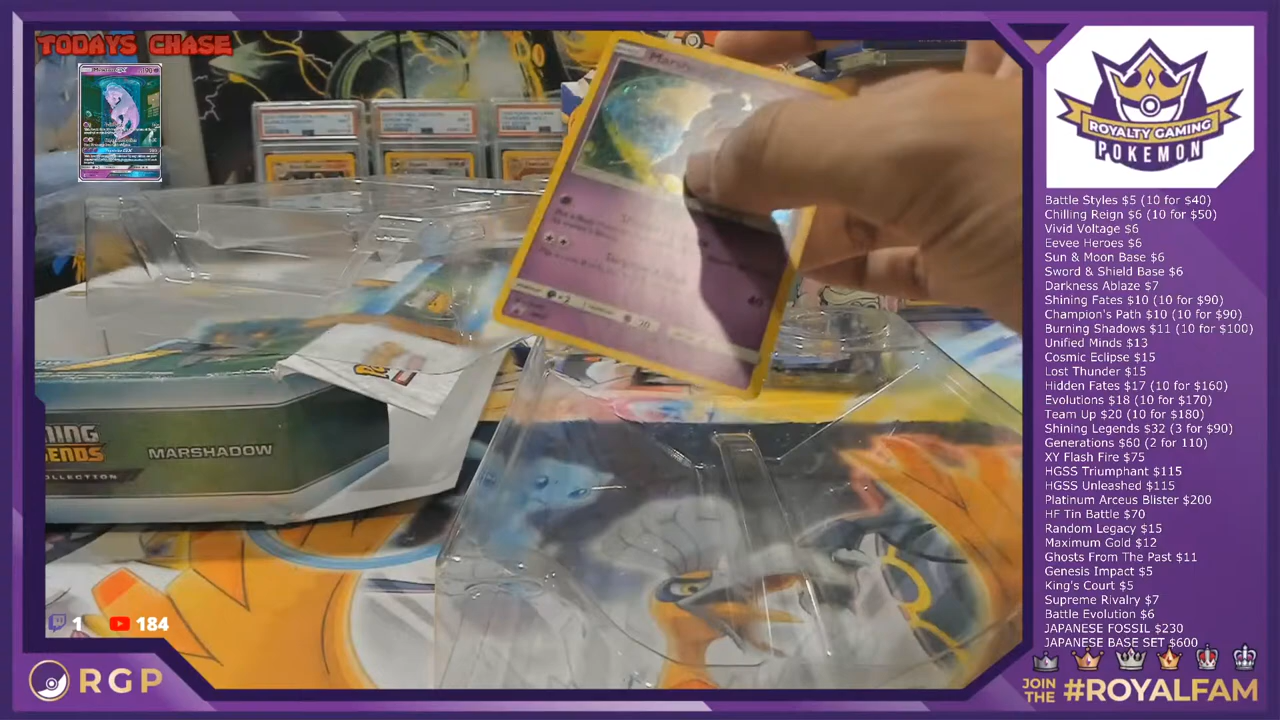 TODAYS CHASE
Marsh
NING
ENDS
MARSHADOW
COLLECTION
1
184
RGP
ROYALTY GAMING
POKEMON
Battle Styles $5 (10 for $40)
Chilling Reign $6 (10 for $50)
Vivid Voltage $6
Eevee Heroes $6
Sun & Moon Base $6
Sword & Shield Base $6
Darkness Ablaze $7
Shining Fates $10 (10 for $90)
Champion's Path $10 (10 for $90)
Burning Shadows $11 (10 for $100)
Unified Minds $13
Cosmic Eclipse $15
Lost Thunder $15
Hidden Fates $17 (10 for $160)
Evolutions $18 (10 for $170)
Team Up $20 (10 for $180)
Shining Legends $32 (3 for $90)
Generations $60 (2 for 110)
XY Flash Fire $75
HGSS Triumphant $115
HGSS Unleashed $115
Platinum Arceus Blister $200
HF Tin Battle $70
Random Legacy $15
Maximum Gold $12
Ghosts From The Past $11
Genesis Impact $5
King's Court $5
Supreme Rivalry $7
Battle Evolution $6
JAPANESE FOSSIL $230
JAPANESE BASE SET $600
JOIN
THE #ROYALFAM